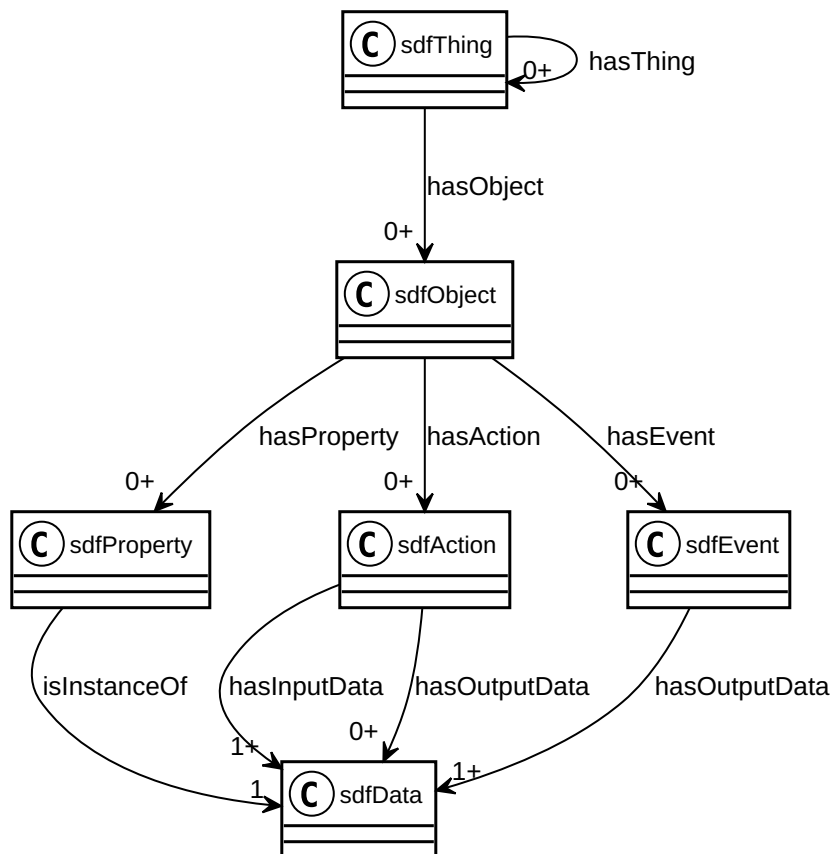 C sdfThing
hasThing
0+
hasObject
0+
C sdfObject
hasProperty
hasAction
hasEvent
0+
0+
0+
C sdfProperty
C sdfAction
C sdfEvent
isInstanceOf
hasInputData
hasOutputData
hasOutputData
1+
0+
1+
1
C sdfData